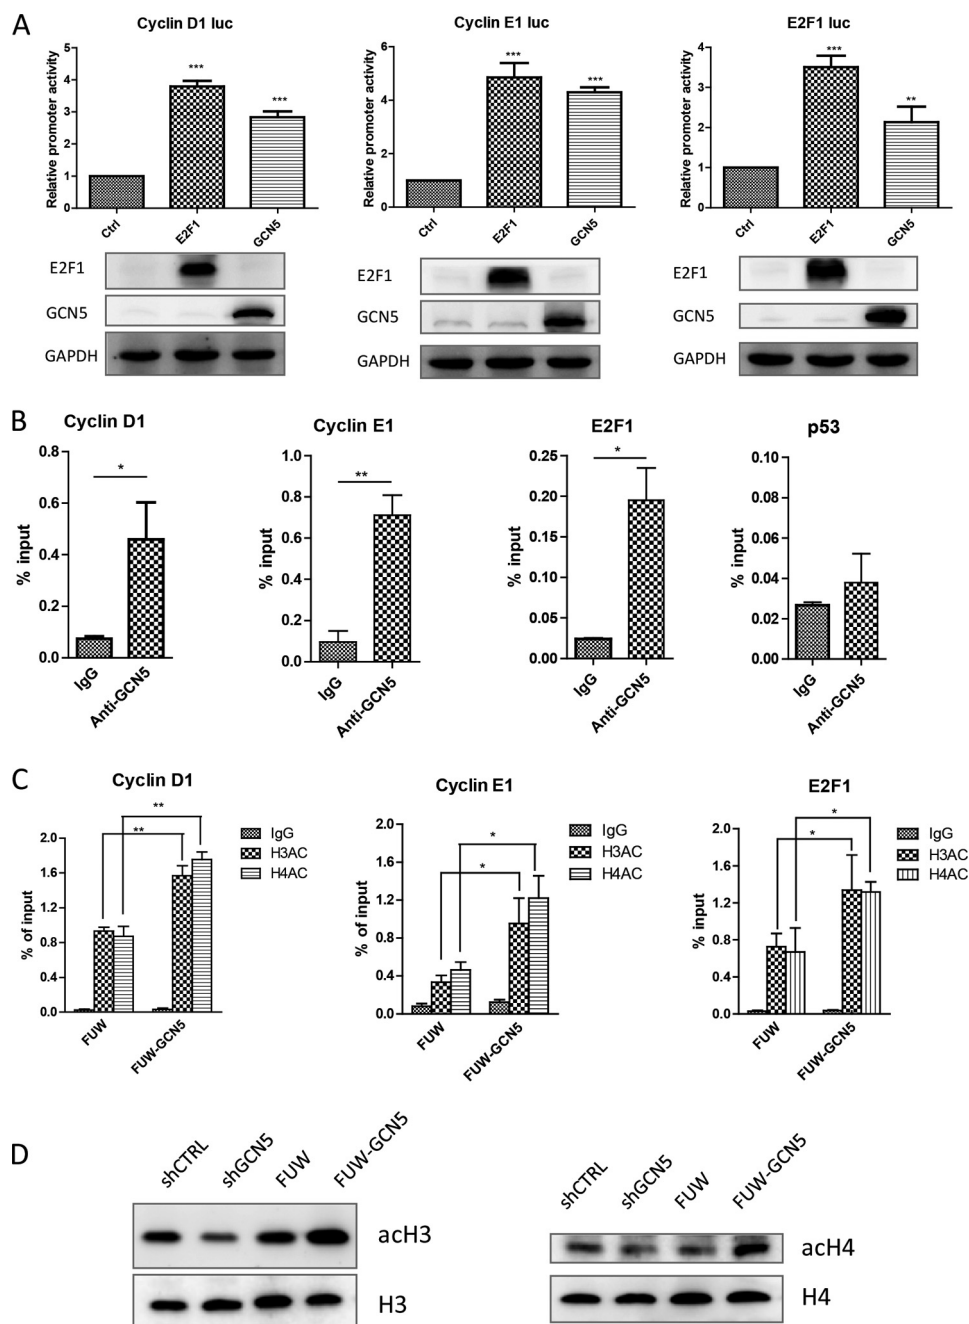 A
Cyclin D1 luc
Relative promoter activity
5
4
3
2
1
0
***
***
Ctrl
E2F1
GCN5
E2F1
GCN5
GAPDH
Cyclin E1 luc
Relative promoter activity
6
4
2
0
***
***
Ctrl
E2F1
GCN5
E2F1
GCN5
GAPDH
E2F1 luc
Relative promoter activity
4
3
2
1
0
***
**
Ctrl
E2F1
GCN5
E2F1
GCN5
GAPDH
B
Cyclin D1
% input
0.8
0.6
0.4
0.2
0.0
*
IgG
Anti-GCN5
Cyclin E1
% input
1.0
0.8
0.6
0.4
0.2
0.0
**
IgG
Anti-GCN5
E2F1
% input
0.25
0.20
0.15
0.10
0.05
0.00
*
IgG
Anti-GCN5
p53
% input
0.10
0.08
0.06
0.04
0.02
0.00
IgG
Anti-GCN5
C
Cyclin D1
% of input
1.8
1.2
0.6
0.0
**
**
FUW
FUW-GCN5
IgG
H3AC
H4AC
Cyclin E1
% of input
2.0
1.6
1.2
0.8
0.4
0.0
*
*
FUW
FUW-GCN5
IgG
H3AC
H4AC
E2F1
% input
2.0
1.6
1.2
0.8
0.4
0.0
*
*
FUW
FUW-GCN5
IgG
H3AC
H4AC
D
shCTRL
shGCN5
FUW
FUW-GCN5
acH3
H3
shCTRL
shGCN5
FUW
FUW-GCN5
acH4
H4